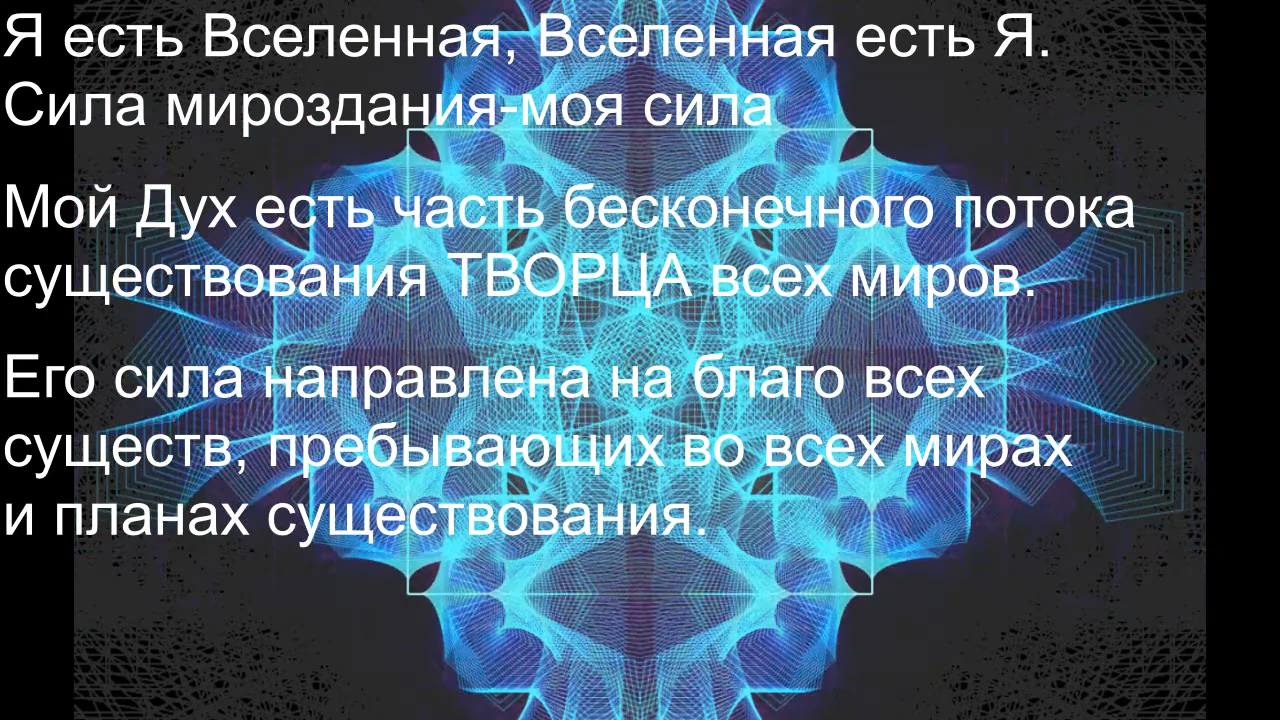 Я есть Вселенная, Вселенная есть Я.
Сила мироздания-моя сила
Мой Дух есть часть бесконечного потока
существования ТВОРЦА всех миров.
Его сила направлена на благо всех
существ, пребывающих во всех мирах
и планах существования.